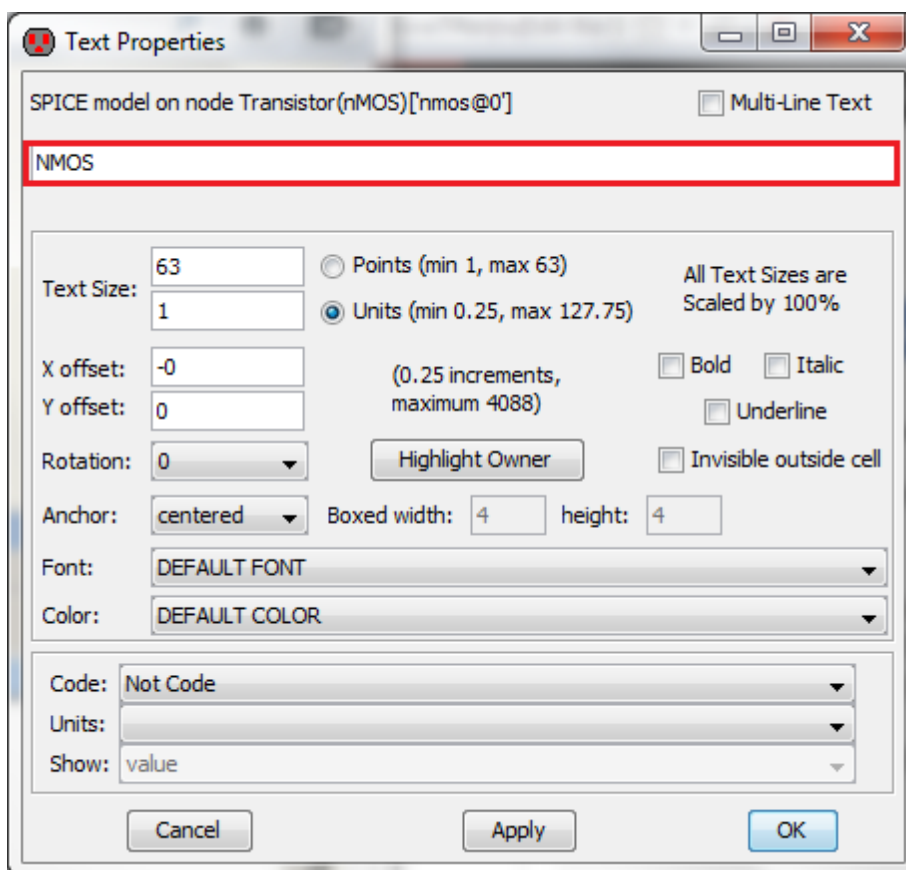 Text Properties
SPICE model on node Transistor(nMOS)['nmos@0']
Multi-Line Text
NMOS
Text Size:
63
Points (min 1, max 63)
1
Units (min 0.25, max 127.75)
All Text Sizes are
Scaled by 100%
X offset:
-0
Y offset:
0
(0.25 increments,
maximum 4088)
Bold
Italic
Underline
Rotation:
0
Highlight Owner
Invisible outside cell
Anchor:
centered
Boxed width:
4
height:
4
Font:
DEFAULT FONT
Color:
DEFAULT COLOR
Code:
Not Code
Units:
Show:
value
Cancel
Apply
OK